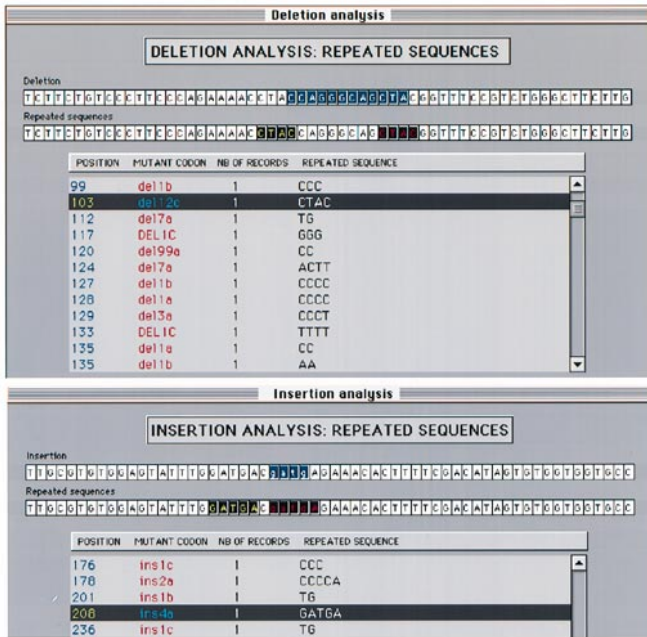 Deletion analysis
DELETION ANALYSIS: REPEATED SEQUENCES
Deletion
TCTTCTGTCCCTTCCCAGAAAACCTACCAGGGCAGCTACGGTTTCCGTCTGGGCTTCTTG
Repeated sequences
TCTTCTGTCCCTTCCCAGAAAACCTACCAGGGCAGCTACGGTTTCCGTCTGGGCTTCTTG
POSITION MUTANT CODON NB OF RECORDS REPEATED SEQUENCE
99 del1b 1 CCC
103 del12c 1 CTAC
112 del7a 1 TG
117 DEL1C 1 GGG
120 del99a 1 CC
124 del7a 1 ACTT
127 del1b 1 CCCC
128 del1a 1 CCCC
129 del3a 1 CCCT
133 DEL1C 1 TTTT
135 del1a 1 CC
135 del1b 1 AA
Insertion analysis
INSERTION ANALYSIS: REPEATED SEQUENCES
Insertion
TTGCGTGTGGAGTATTTGGATGACgatgAGAAACACTTTTCGACATAGTGTGGTGGTGCC
Repeated sequences
TTGCGTGTGGAGTATTTGGATGACGATGAGAAACACTTTTCGACATAGTGTGGTGGTGCC
POSITION MUTANT CODON NB OF RECORDS REPEATED SEQUENCE
176 ins1c 1 CCC
178 ins2a 1 CCCCA
201 ins1b 1 TG
208 ins4a 1 GATGA
236 ins1c 1 TG